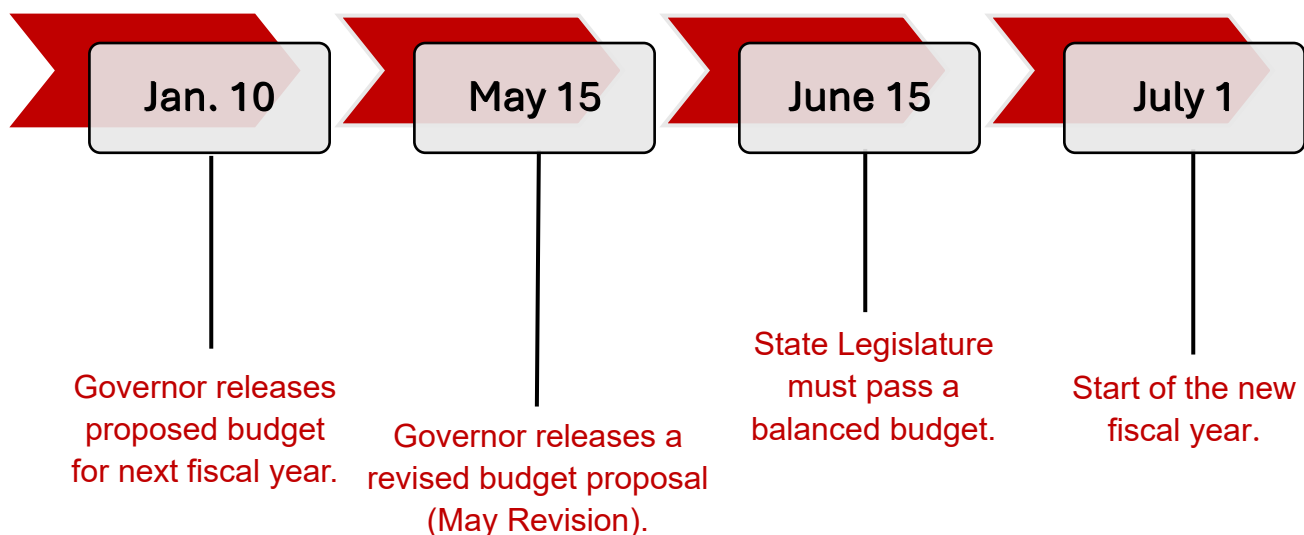 Jan. 10
May 15
June 15
July 1
Governor releases
proposed budget
for next fiscal year.
Governor releases a
revised budget proposal
(May Revision).
State Legislature
must pass a
balanced budget.
Start of the new
fiscal year.